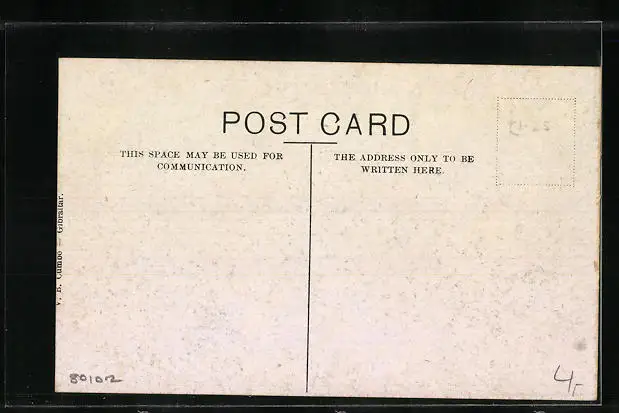 POST CARD
THIS SPACE MAY BE USED FOR
COMMUNICATION.
THE ADDRESS ONLY TO BE
WRITTEN HERE.
V. B. Cumbo — Gibraltar.
80102
4,-